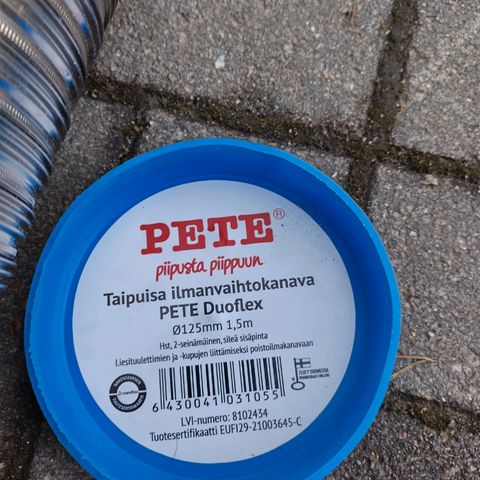 PETE®
piipusta piippuun
Taipuisa ilmanvaihtokanava
PETE Duoflex
Ø125mm 1,5m
Hst, 2-seinämäinen, sileä sisäpinta
Liesituulettimien ja -kupujen liittämiseksi poistoilmakanavaan
6 430041 031055
LVI-numero: 8102434
Tuotesertifikaatti EUFI29-21003645-C